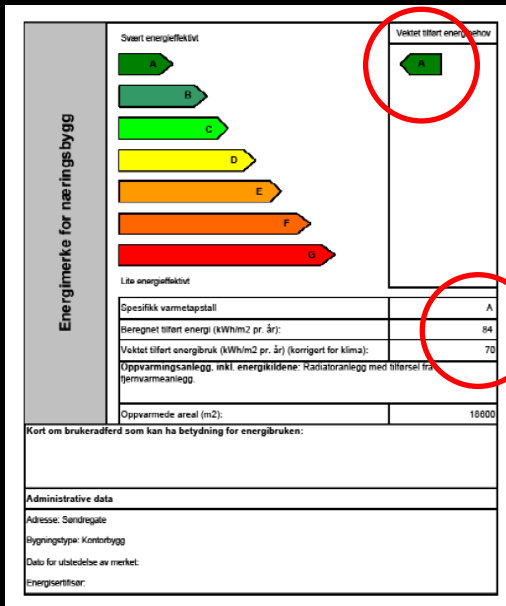 Energimerke for næringsbygg
Svært energieffektivt
Vektet tilført energibehov
A
A
B
C
D
E
F
G
Lite energieffektivt
Spesifikk varmetapstall A
Beregnet tilført energi (kWh/m2 pr. år): 84
Vektet tilført energibruk (kWh/m2 pr. år) (korrigert for klima): 70
Oppvarmingsanlegg, inkl. energikildene: Radiatoranlegg med tilførsel fra
fjernvarmeanlegg.
Oppvarmede areal (m2): 18600
Kort om brukeradferd som kan ha betydning for energibruken:
Administrative data
Adresse: Søndregate
Bygningstype: Kontorbygg
Dato for utstedelse av merket:
Energisertifisør: